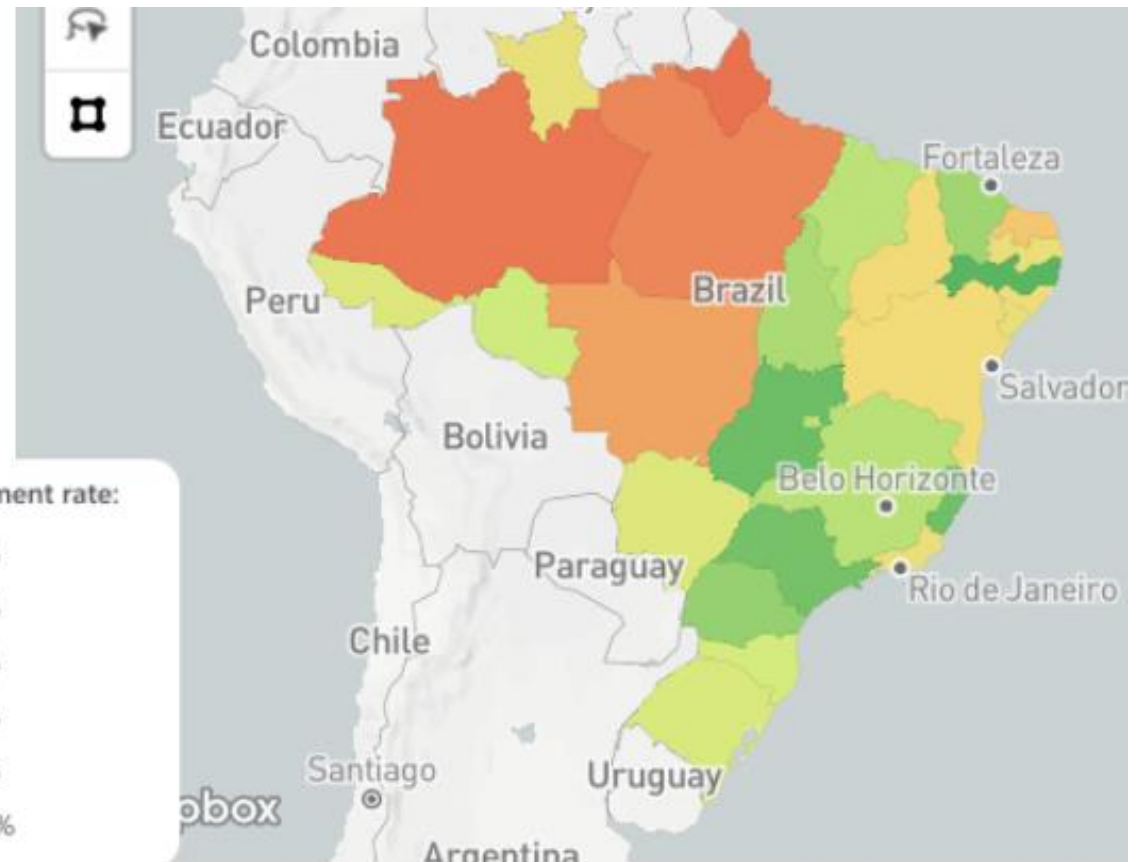 Colombia
Ecuador
Fortaleza
Brazil
Peru
Salvador
Bolivia
Belo Horizonte
ment rate:
Paraguay
Rio de Janeiro
Chile
Santiago
Uruguay
pbox
%
Argentina